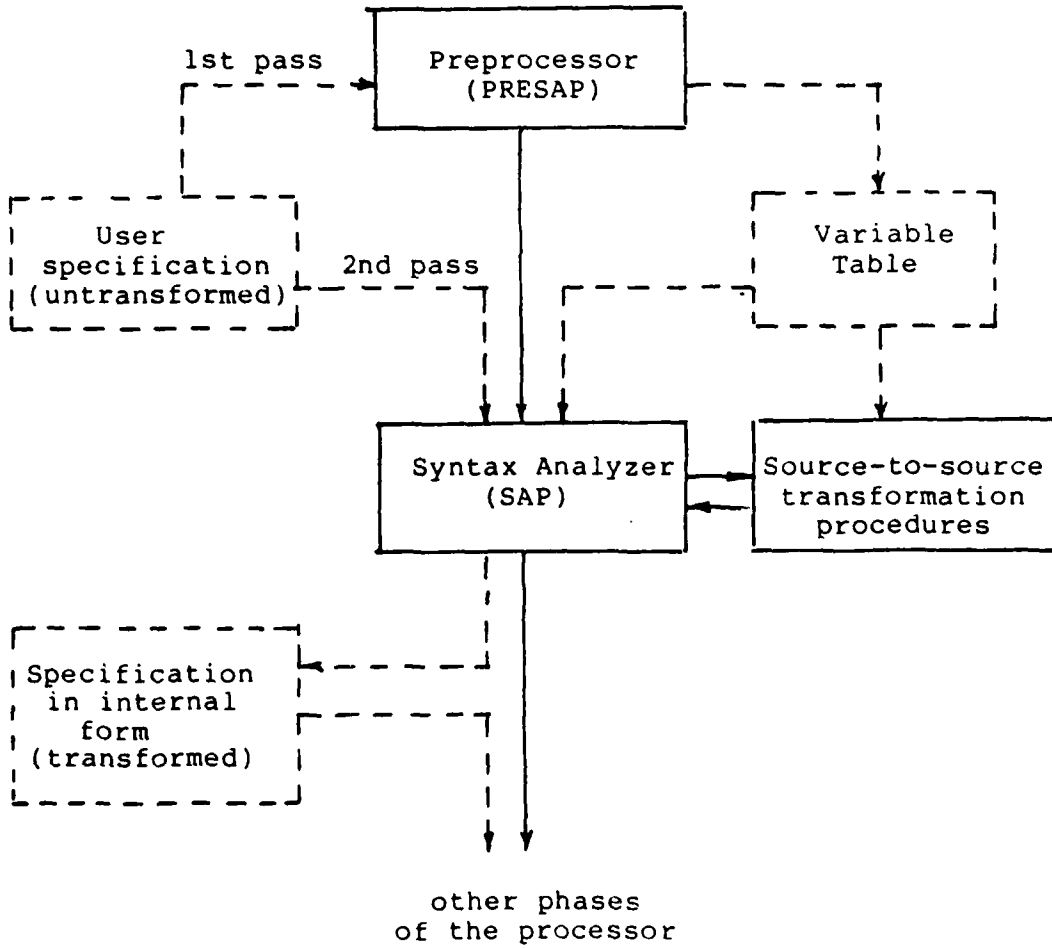 1st pass
Preprocessor
(PRESAP)
User
specification
(untransformed)
2nd pass
Variable
Table
Syntax Analyzer
(SAP)
Source-to-source
transformation
procedures
Specification
in internal
form
(transformed)
other phases
of the processor